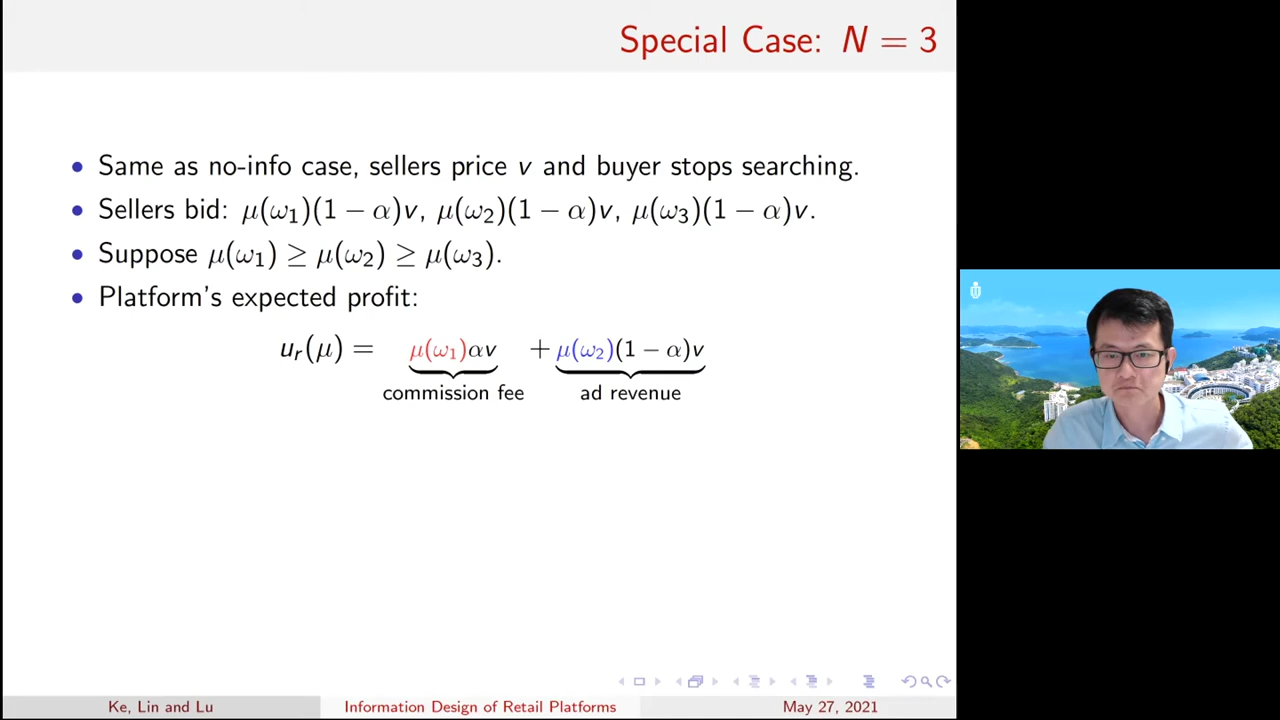 Special Case: N = 3
• Same as no-info case, sellers price v and buyer stops searching.
• Sellers bid: μ(ω₁)(1 − α)v, μ(ω₂)(1 − α)v, μ(ω₃)(1 − α)v.
• Suppose μ(ω₁) ≥ μ(ω₂) ≥ μ(ω₃).
• Platform's expected profit:
uᵣ(μ) = μ(ω₁)αv + μ(ω₂)(1 − α)v
commission fee ad revenue
Ke, Lin and Lu Information Design of Retail Platforms May 27, 2021